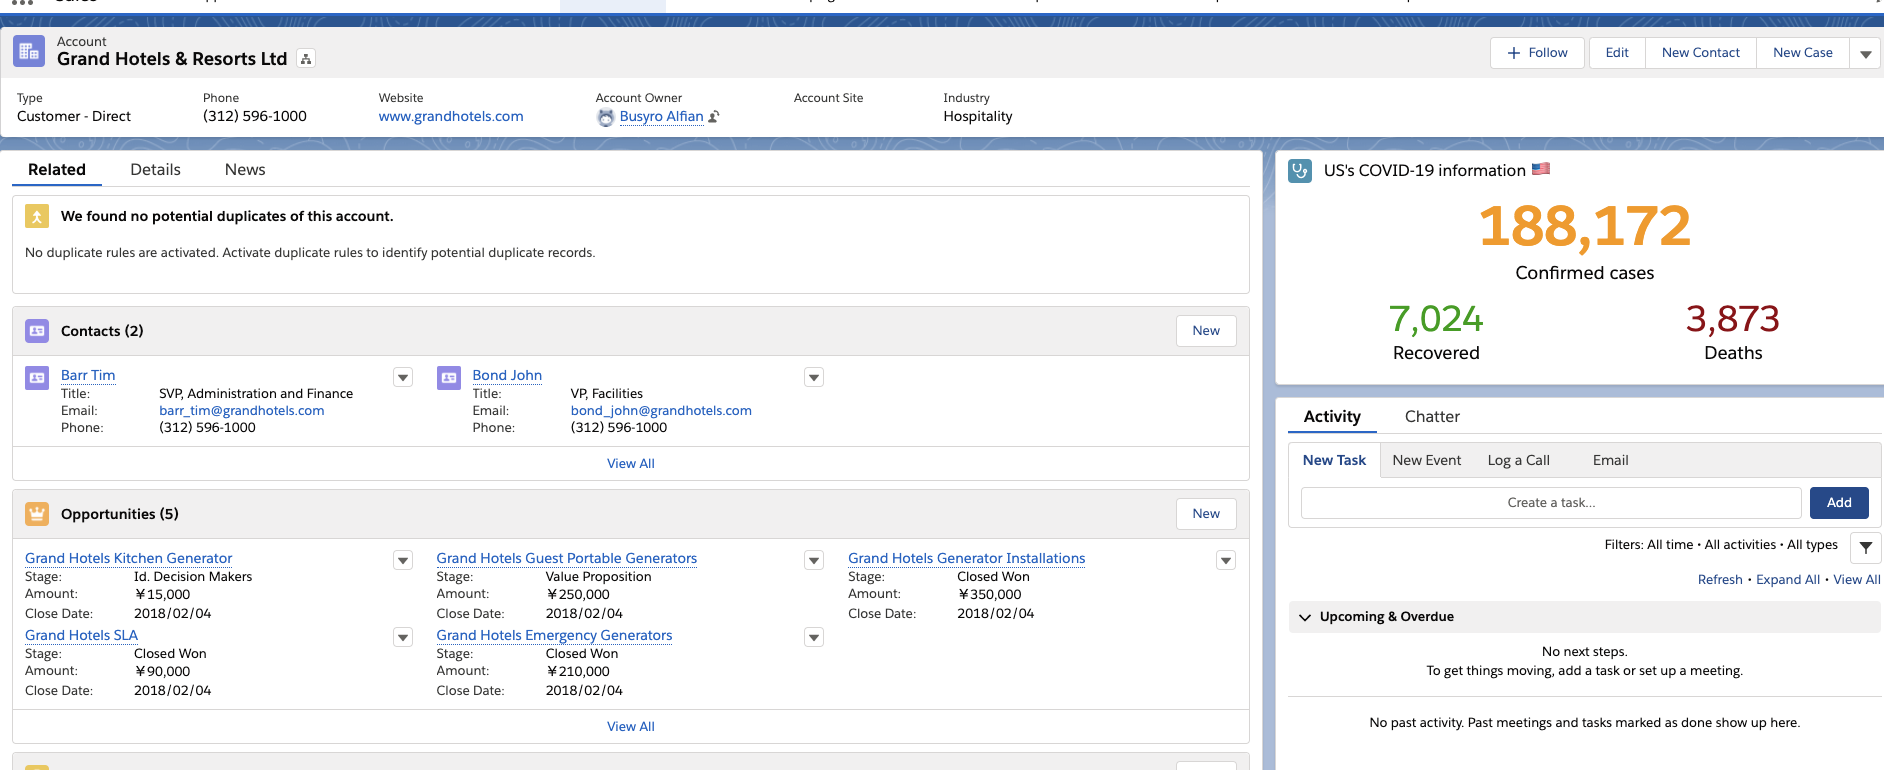 Account
Grand Hotels & Resorts Ltd
+ Follow
Edit
New Contact
New Case
Type
Customer - Direct
Phone
(312) 596-1000
Website
www.grandhotels.com
Account Owner
Busyro Alfian
Account Site
Industry
Hospitality
Related
Details
News
We found no potential duplicates of this account.
No duplicate rules are activated. Activate duplicate rules to identify potential duplicate records.
Contacts (2)
New
Barr Tim
Title: SVP, Administration and Finance
Email: barr_tim@grandhotels.com
Phone: (312) 596-1000
Bond John
Title: VP, Facilities
Email: bond_john@grandhotels.com
Phone: (312) 596-1000
View All
Opportunities (5)
New
Grand Hotels Kitchen Generator
Stage: Id. Decision Makers
Amount: ¥15,000
Close Date: 2018/02/04
Grand Hotels Guest Portable Generators
Stage: Value Proposition
Amount: ¥250,000
Close Date: 2018/02/04
Grand Hotels Generator Installations
Stage: Closed Won
Amount: ¥350,000
Close Date: 2018/02/04
Grand Hotels SLA
Stage: Closed Won
Amount: ¥90,000
Close Date: 2018/02/04
Grand Hotels Emergency Generators
Stage: Closed Won
Amount: ¥210,000
Close Date: 2018/02/04
View All
US's COVID-19 information
188,172
Confirmed cases
7,024
Recovered
3,873
Deaths
Activity
Chatter
New Task
New Event
Log a Call
Email
Create a task...
Add
Filters: All time • All activities • All types
Refresh • Expand All • View All
Upcoming & Overdue
No next steps.
To get things moving, add a task or set up a meeting.
No past activity. Past meetings and tasks marked as done show up here.